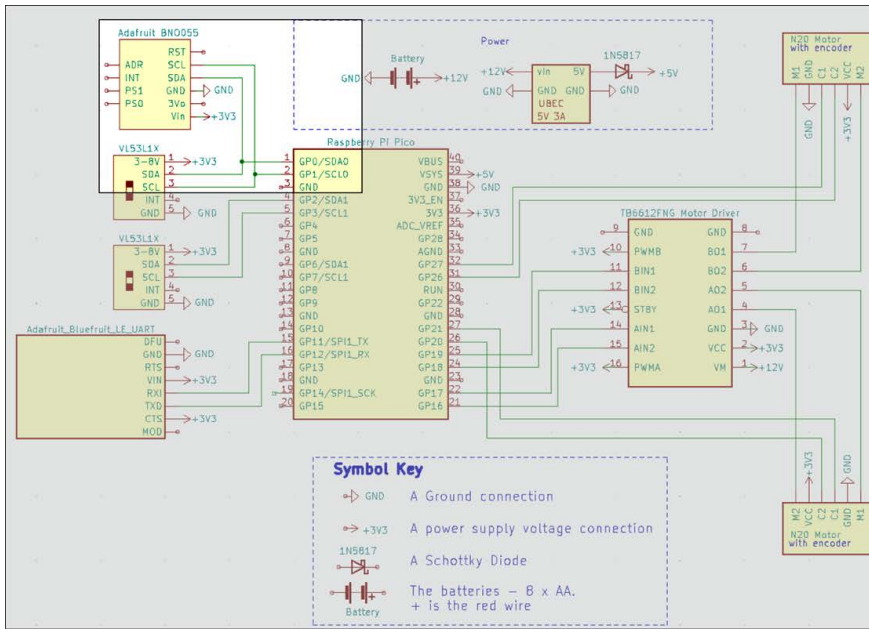 Adafruit BNO055
RST
SCL
SDA
GND
3Vo
Vin
ADR
INT
PS1
PS0
GND
+3V3
Power
GND
Battery
+12V
+12V
GND
vin
5V
GND
GND
UBEC
5V 3A
1N5817
+5V
GND
N20 Motor
with encoder
M1
GND
C1
C2
VCC
M2
GND
+3V3
VL53L1X
3-8V
SDA
SCL
INT
GND
1
2
3
4
5
+3V3
GND
VL53L1X
3-8V
SDA
SCL
INT
GND
1
2
3
4
5
+3V3
GND
Raspberry Pi Pico
1 GP0/SDA0
2 GP1/SCL0
3 GND
4 GP2/SDA1
5 GP3/SCL1
6 GP4
7 GP5
8 GND
9 GP6/SDA1
10 GP7/SCL1
11 GP8
12 GP9
13 GND
14 GP10
15 GP11/SPI1_TX
16 GP12/SPI1_RX
17 GP13
18 GND
19 GP14/SPI1_SCK
20 GP15
VBUS 40
VSYS 39
GND 38
3V3_EN 37
3V3 36
ADC_VREF 35
GP28 34
AGND 33
GP27 32
GP26 31
RUN 30
GP22 29
GND 28
GP21 27
GP20 26
GP19 25
GP18 24
GND 23
GP17 22
GP16 21
+5V
GND
+3V3
TB6612FNG Motor Driver
9 GND
10 PWMB
11 BIN1
12 BIN2
13 STBY
14 AIN1
15 AIN2
16 PWMA
GND 8
BO1 7
BO2 6
AO2 5
AO1 4
GND 3
VCC 2
VM 1
+3V3
+3V3
+3V3
GND
+3V3
+12V
Adafruit_Bluefruit_LE_UART
DFU
GND
RTS
VIN
RXI
TXD
CTS
MOD
GND
+3V3
+3V3
+3V3
GND
M2
VCC
C2
C1
GND
M1
N20 Motor
with encoder
Symbol Key
GND A Ground connection
+3V3 A power supply voltage connection
1N5817
A Schottky Diode
Battery
The batteries - 8 x AA.
+ is the red wire